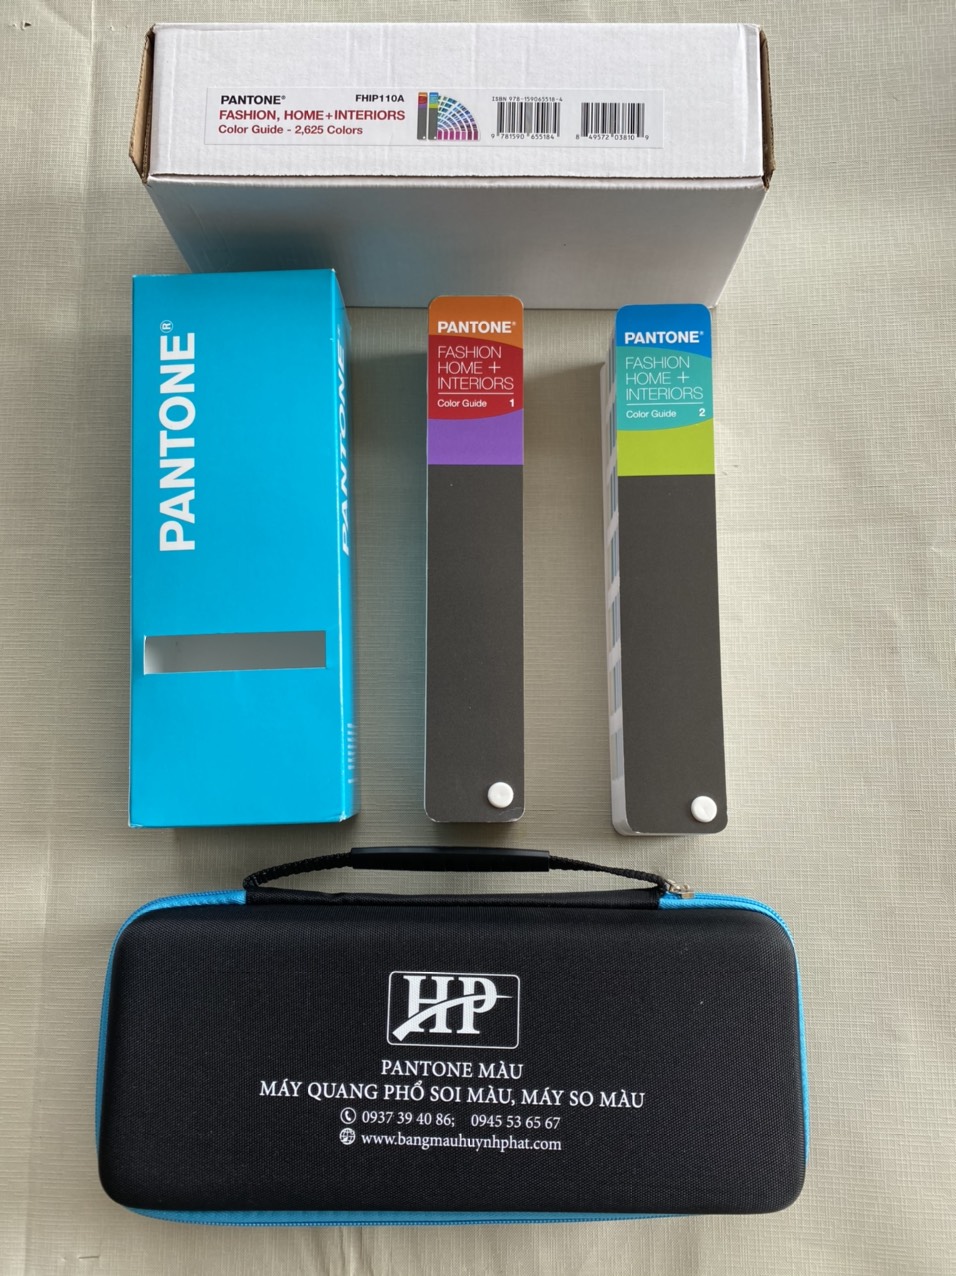 PANTONE® FHIP110A
FASHION, HOME+INTERIORS
Color Guide - 2,625 Colors
ISBN 978-159065518-4
9 781590 655184
8 49572 03810 9
PANTONE®
PANTONE
PANTONE®
FASHION
HOME +
INTERIORS
Color Guide 1
PANTONE®
FASHION
HOME +
INTERIORS
Color Guide 2
HP
PANTONE MÀU
MÁY QUANG PHỔ SOI MÀU, MÁY SO MÀU
0937 39 40 86; 0945 53 65 67
www.bangmauhuynhphat.com